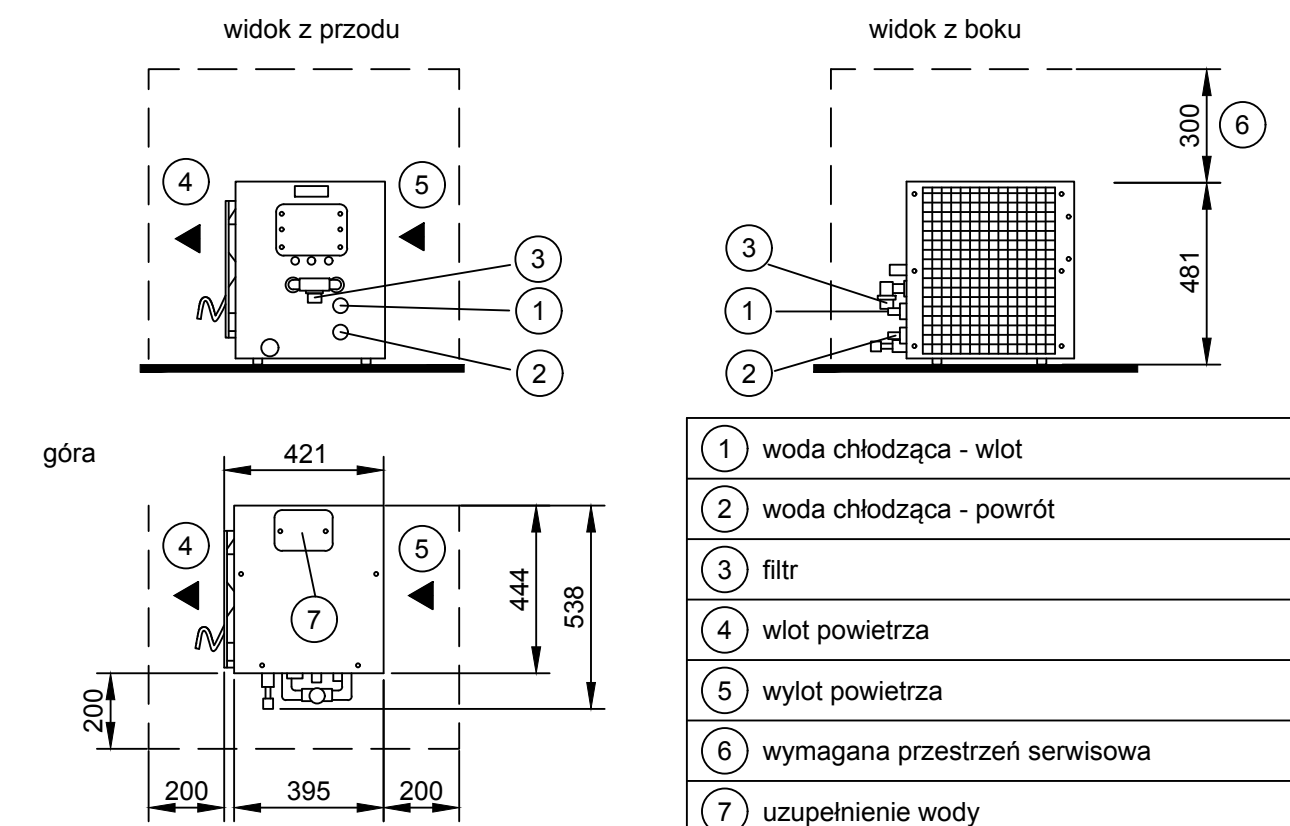 widok z przodu
widok z boku
4
5
3
1
2
300
6
481
3
1
2
góra
421
4
5
7
444
538
200
200
395
200
1 woda chłodząca - wlot
2 woda chłodząca - powrót
3 filtr
4 wlot powietrza
5 wylot powietrza
6 wymagana przestrzeń serwisowa
7 uzupełnienie wody